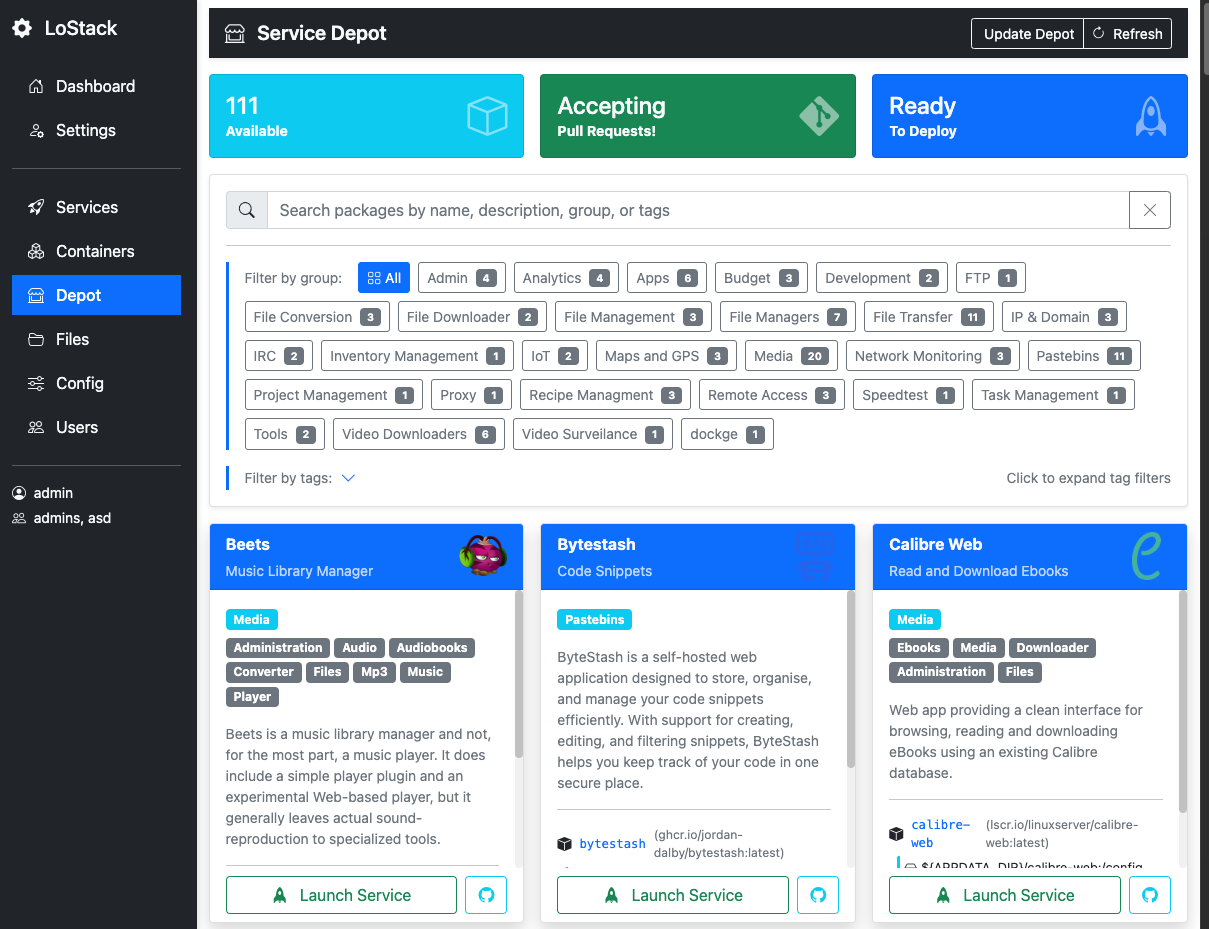 LoStack
Dashboard
Settings
Services
Containers
Depot
Files
Config
Users
admin
admins, asd
Service Depot
Update Depot
Refresh
111
Available
Accepting
Pull Requests!
Ready
To Deploy
Search packages by name, description, group, or tags
Filter by group: All Admin 4 Analytics 4 Apps 6 Budget 3 Development 2 FTP 1
File Conversion 3 File Downloader 2 File Management 3 File Managers 7 File Transfer 11 IP & Domain 3
IRC 2 Inventory Management 1 IoT 2 Maps and GPS 3 Media 20 Network Monitoring 3 Pastebins 11
Project Management 1 Proxy 1 Recipe Managment 3 Remote Access 3 Speedtest 1 Task Management 1
Tools 2 Video Downloaders 6 Video Surveilance 1 dockge 1
Filter by tags:
Click to expand tag filters
Beets
Music Library Manager
Media
Administration Audio Audiobooks
Converter Files Mp3 Music
Player
Beets is a music library manager and not,
for the most part, a music player. It does
include a simple player plugin and an
experimental Web-based player, but it
generally leaves actual sound-
reproduction to specialized tools.
Launch Service
Bytestash
Code Snippets
Pastebins
ByteStash is a self-hosted web
application designed to store, organise,
and manage your code snippets
efficiently. With support for creating,
editing, and filtering snippets, ByteStash
helps you keep track of your code in one
secure place.
bytestash
(ghcr.io/jordan-
dalby/bytestash:latest)
Launch Service
Calibre Web
Read and Download Ebooks
Media
Ebooks Media Downloader
Administration Files
Web app providing a clean interface for
browsing, reading and downloading
eBooks using an existing Calibre
database.
calibre-
web
(lscr.io/linuxserver/calibre-
web:latest)
${APPDATA_DIR}/calibre-web:/config
Launch Service